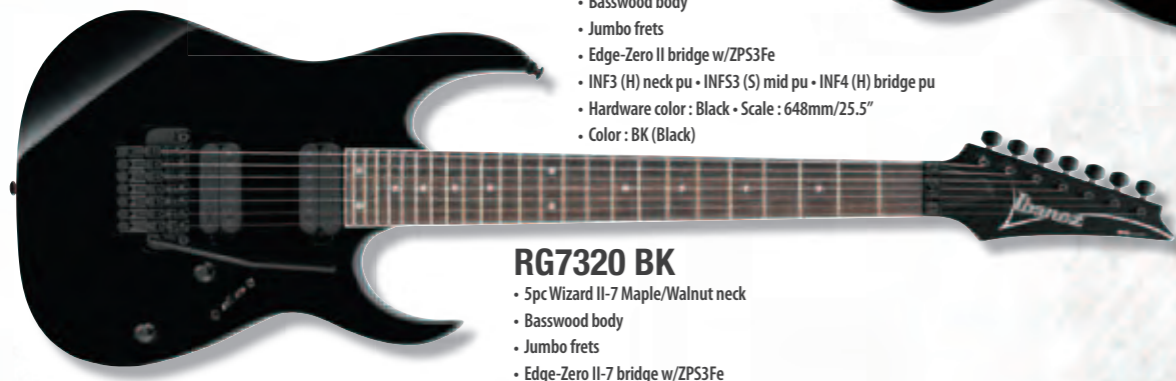 • Basswood body
• Jumbo frets
• Edge-Zero II bridge w/ZPS3Fe
• INF3 (H) neck pu • INFS3 (S) mid pu • INF4 (H) bridge pu
• Hardware color : Black • Scale : 648mm/25.5"
• Color : BK (Black)
Ibanez
RG7320 BK
• 5pc Wizard II-7 Maple/Walnut neck
• Basswood body
• Jumbo frets
• Edge-Zero II-7 bridge w/ZPS3Fe